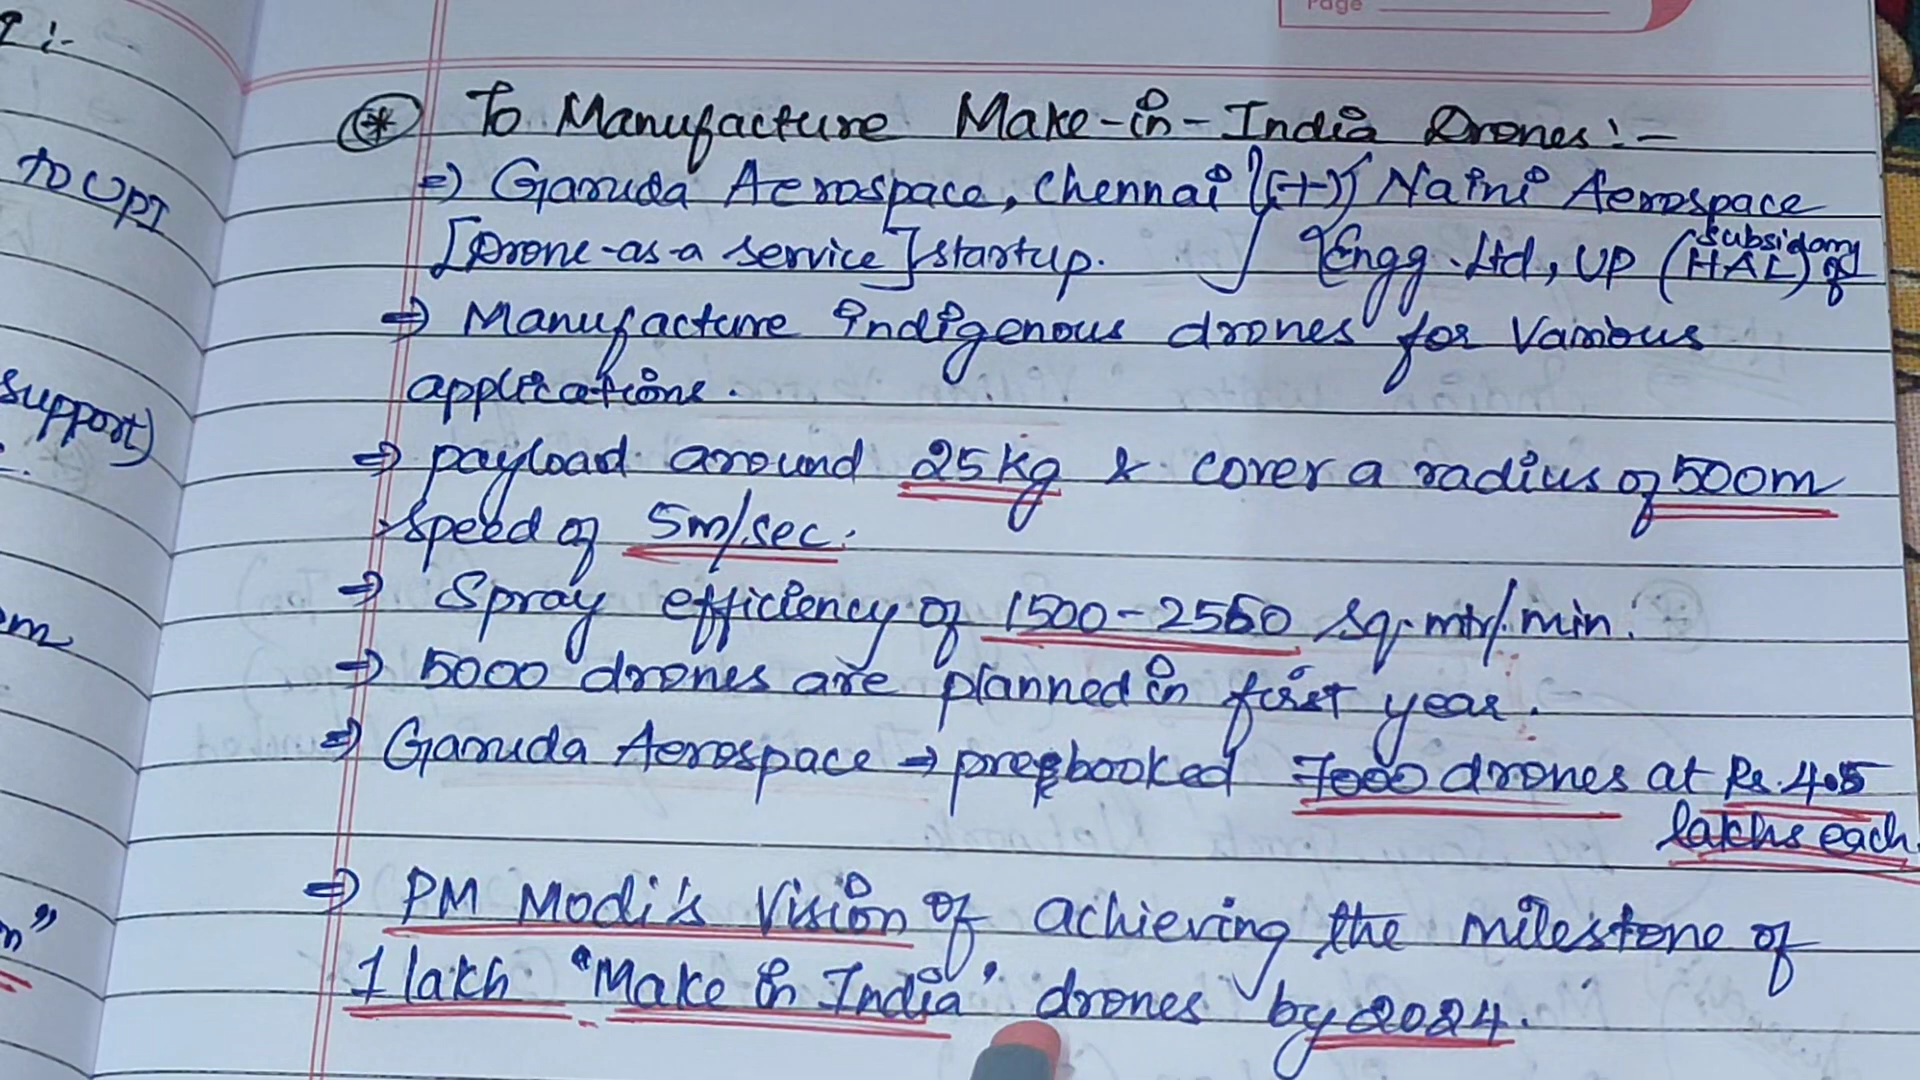 Page
I :-
to UPI
support)
m
n"
* To Manufacture Make-in-India Drones:-
⇒ Garuda Aerospace, Chennai } (+) { Naini Aerospace
[Drone-as-a service] startup. Engg. Ltd, UP (subsidary of HAL)
⇒ Manufacture indigenous drones for Various
applications.
⇒ payload around 25kg & cover a radius of 500m
speed of 5m/sec.
⇒ Spray efficiency of 1500-2550 sq.mtr/min.
⇒ 5000 drones are planned in first year.
⇒ Garuda Aerospace → prebooked 7000 drones at Rs.4.5
lakhs each.
⇒ PM Modi's Vision of achieving the milestone of
1 lakh "Make in India" drones by 2024.